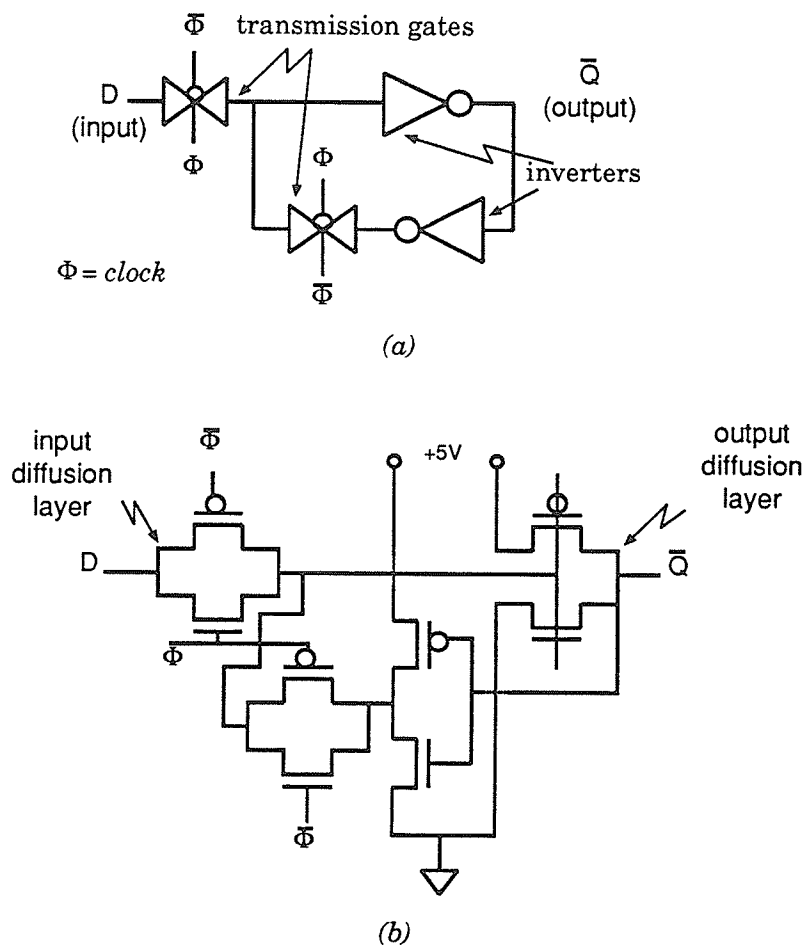 Φ̅ transmission gates
D
(input)
Φ
Q̅
(output)
Φ
inverters
Φ = clock
Φ̅
(a)
input
diffusion
layer
Φ̅
+5V
output
diffusion
layer
D
Q̅
Φ
Φ̅
(b)